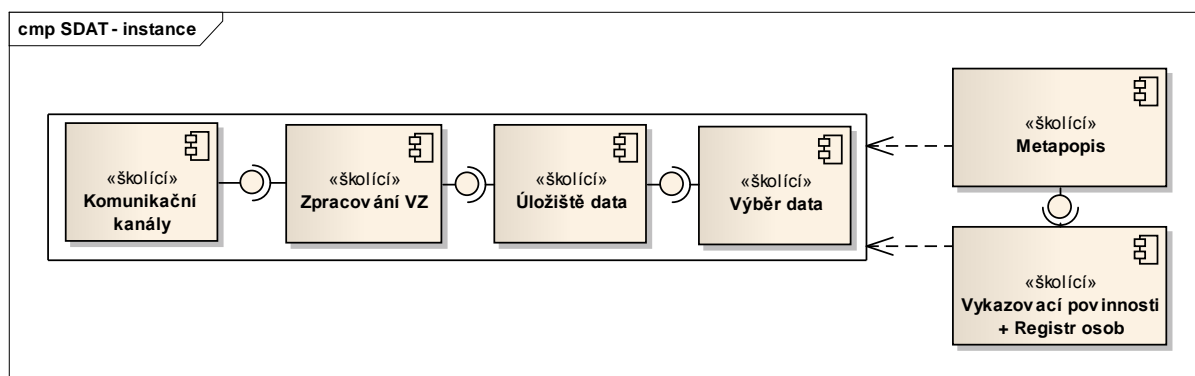 cmp SDAT - instance
«školící»
Komunikační
kanály
«školící»
Zpracování VZ
«školící»
Úložiště data
«školící»
Výběr data
«školící»
Metapopis
«školící»
Vykazovací povinnosti
+ Registr osob